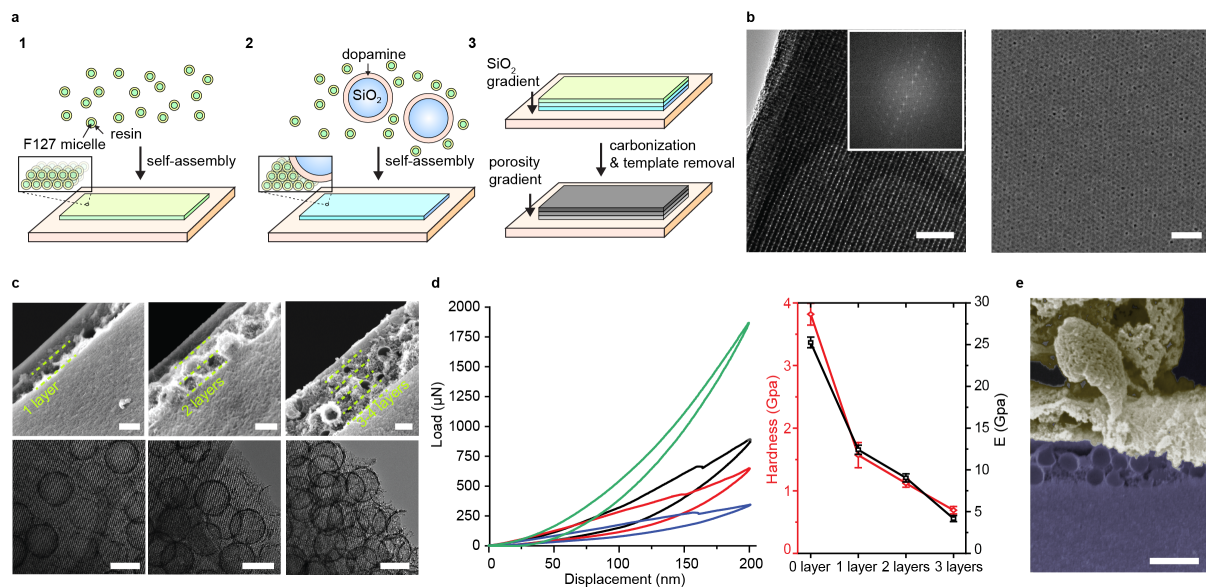 a
1
2
3
dopamine
SiO2
resin
F127 micelle
self-assembly
self-assembly
SiO2
gradient
carbonization
& template removal
porosity
gradient
b
c
1 layer
2 layers
3-4 layers
d
2000
1750
1500
1250
1000
750
500
250
0
Load (µN)
0
50
100
150
200
Displacement (nm)
4
3
2
1
0
Hardness (Gpa)
30
25
20
15
10
5
0
E (Gpa)
0 layer
1 layer
2 layers
3 layers
e